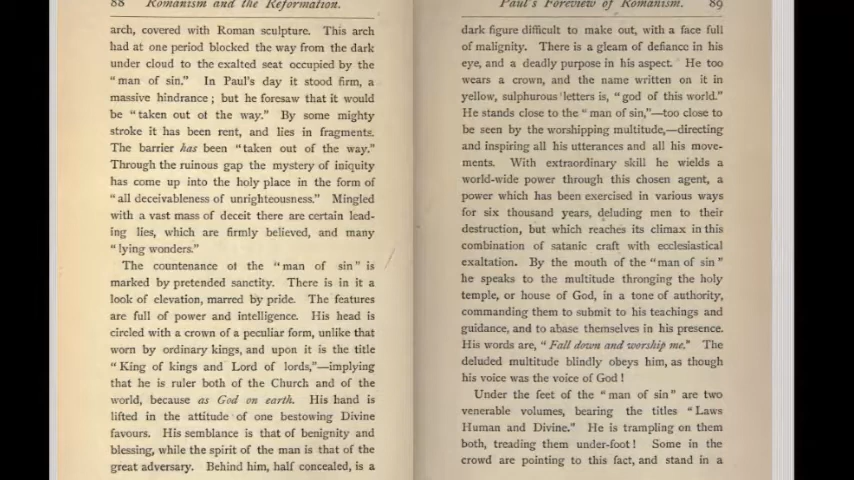 88 Romanism and the Reformation.
arch, covered with Roman sculpture. This arch
had at one period blocked the way from the dark
under cloud to the exalted seat occupied by the
“man of sin.” In Paul's day it stood firm, a
massive hindrance; but he foresaw that it would
be “taken out of the way.” By some mighty
stroke it has been rent, and lies in fragments.
The barrier has been “taken out of the way.”
Through the ruinous gap the mystery of iniquity
has come up into the holy place in the form of
“all deceivableness of unrighteousness.” Mingled
with a vast mass of deceit there are certain lead-
ing lies, which are firmly believed, and many
“lying wonders.”
The countenance of the “man of sin” is
marked by pretended sanctity. There is in it a
look of elevation, marred by pride. The features
are full of power and intelligence. His head is
circled with a crown of a peculiar form, unlike that
worn by ordinary kings, and upon it is the title
“King of kings and Lord of lords,”—implying
that he is ruler both of the Church and of the
world, because as God on earth. His hand is
lifted in the attitude of one bestowing Divine
favours. His semblance is that of benignity and
blessing, while the spirit of the man is that of the
great adversary. Behind him, half concealed, is a
Paul's Foreview of Romanism. 89
dark figure difficult to make out, with a face full
of malignity. There is a gleam of defiance in his
eye, and a deadly purpose in his aspect. He too
wears a crown, and the name written on it in
yellow, sulphurous letters is, “god of this world.”
He stands close to the “man of sin,”—too close to
be seen by the worshipping multitude,—directing
and inspiring all his utterances and all his move-
ments. With extraordinary skill he wields a
world-wide power through this chosen agent, a
power which has been exercised in various ways
for six thousand years, deluding men to their
destruction, but which reaches its climax in this
combination of satanic craft with ecclesiastical
exaltation. By the mouth of the “man of sin”
he speaks to the multitude thronging the holy
temple, or house of God, in a tone of authority,
commanding them to submit to his teachings and
guidance, and to abase themselves in his presence.
His words are, “Fall down and worship me.” The
deluded multitude blindly obeys him, as though
his voice was the voice of God!
Under the feet of the “man of sin” are two
venerable volumes, bearing the titles “Laws
Human and Divine.” He is trampling on them
both, treading them under-foot! Some in the
crowd are pointing to this fact, and stand in a